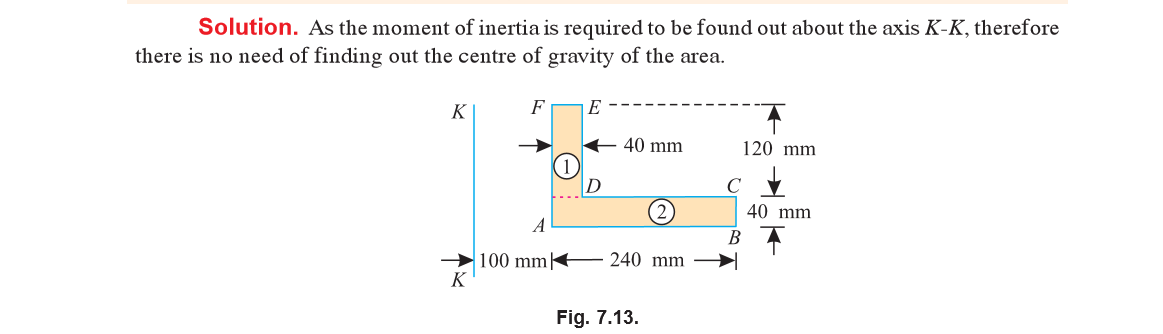 Solution. As the moment of inertia is required to be found out about the axis K-K, therefore
there is no need of finding out the centre of gravity of the area.
K F E
40 mm 120 mm
1
D C
2 40 mm
A
B
100 mm 240 mm
K
Fig. 7.13.